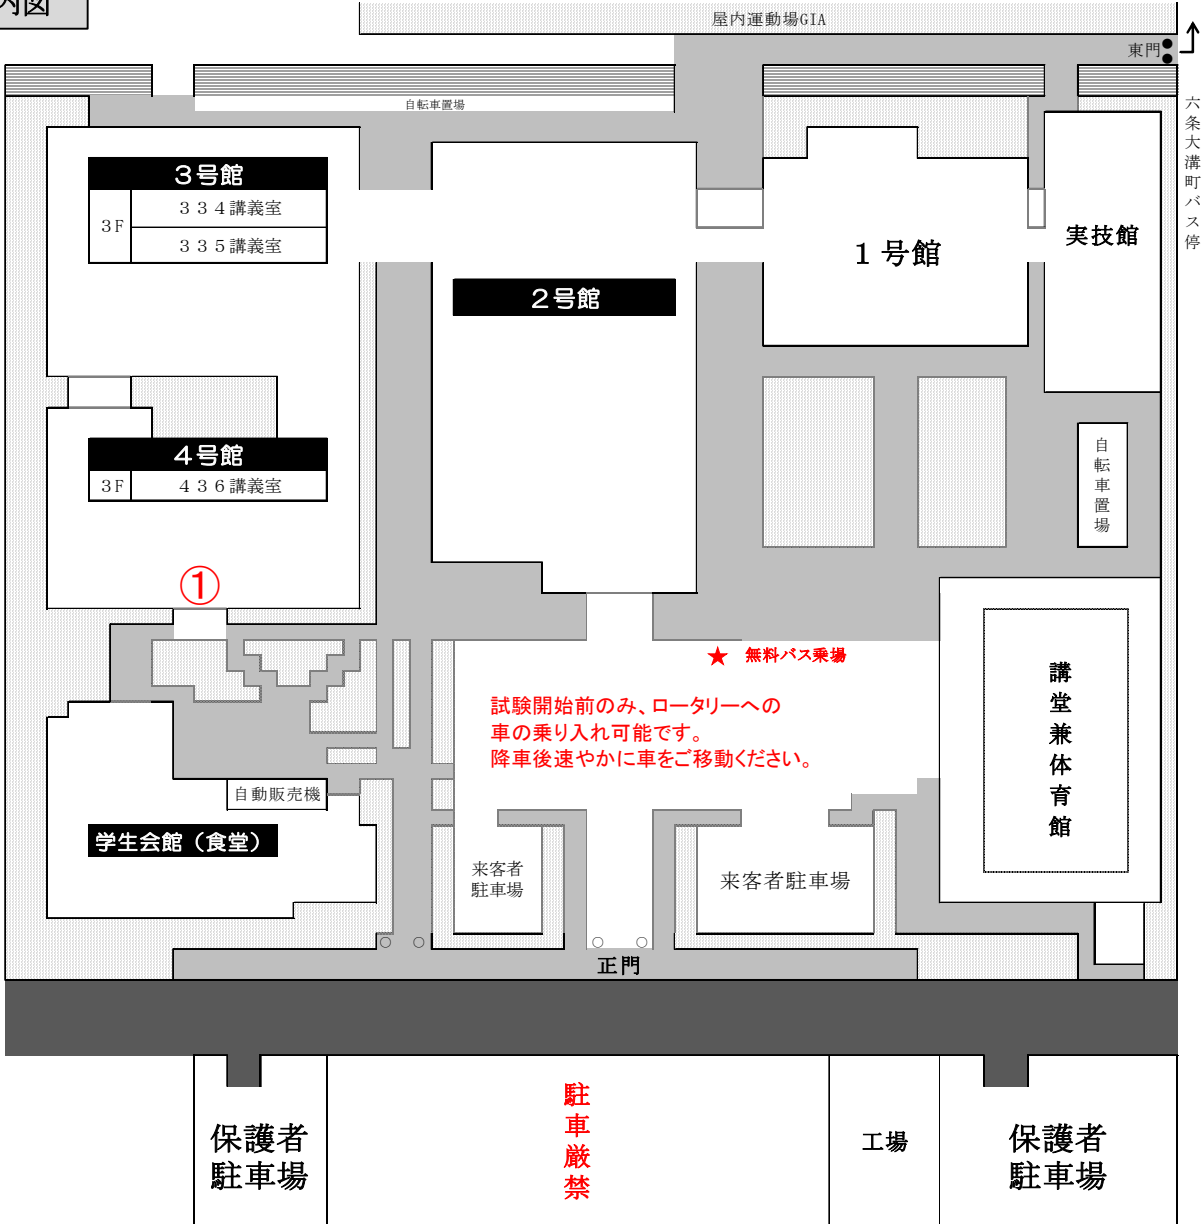 内図
屋内運動場GIA
東門
六条大溝町バス停
自転車置場
3号館
3F
334講義室
335講義室
2号館
1号館
実技館
4号館
3F
436講義室
自転車置場
①
★ 無料バス乗場
試験開始前のみ、ロータリーへの
車の乗り入れ可能です。
降車後速やかに車をご移動ください。
講堂兼体育館
自動販売機
学生会館（食堂）
来客者
駐車場
来客者駐車場
正門
保護者
駐車場
駐車厳禁
工場
保護者
駐車場